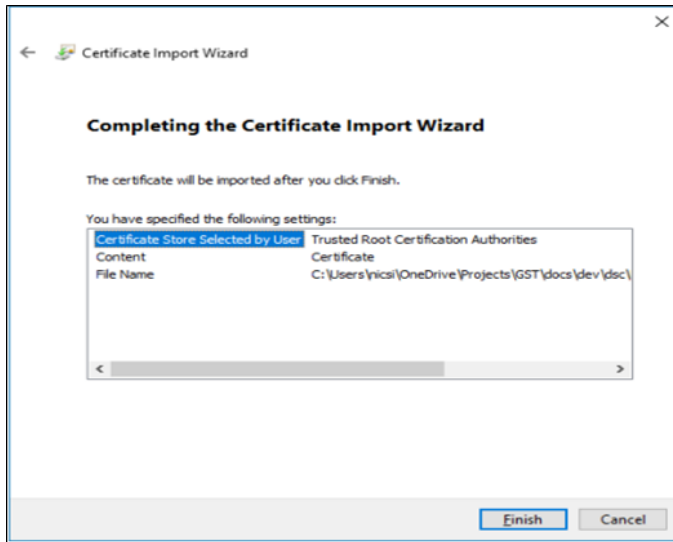 Certificate Import Wizard
Completing the Certificate Import Wizard
The certificate will be imported after you click Finish.
You have specified the following settings:
Certificate Store Selected by User Trusted Root Certification Authorities
Content Certificate
File Name C:\Users\nicsi\OneDrive\Projects\GST\docs\dev\dsc\
Finish Cancel